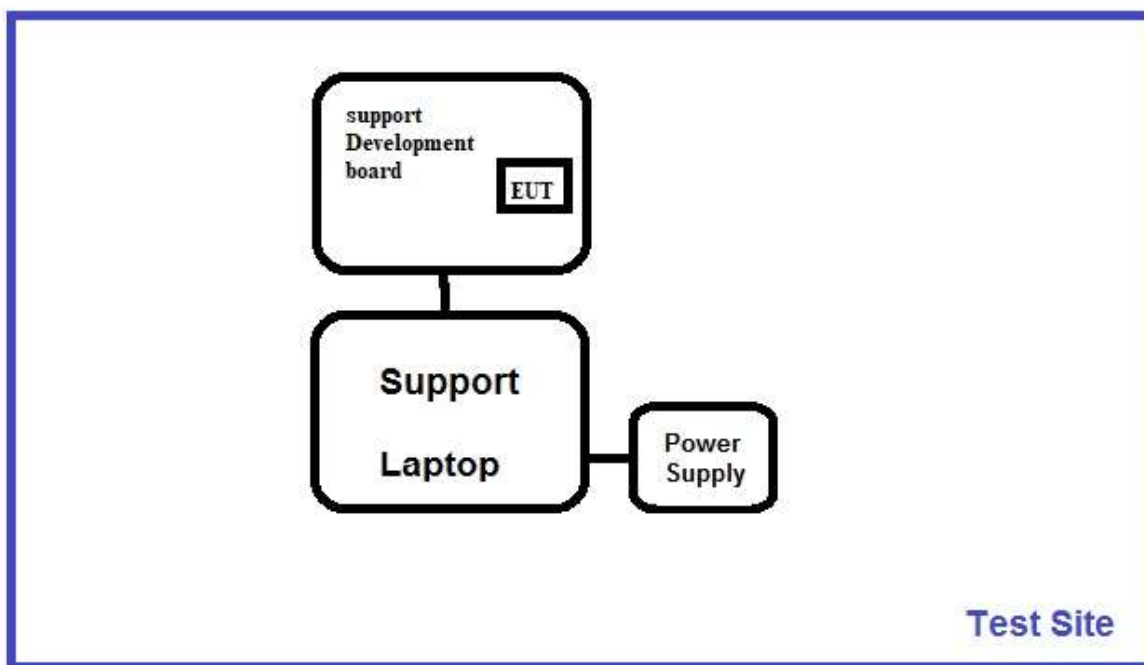 support
Development
board
EUT
Support
Laptop
Power
Supply
Test Site